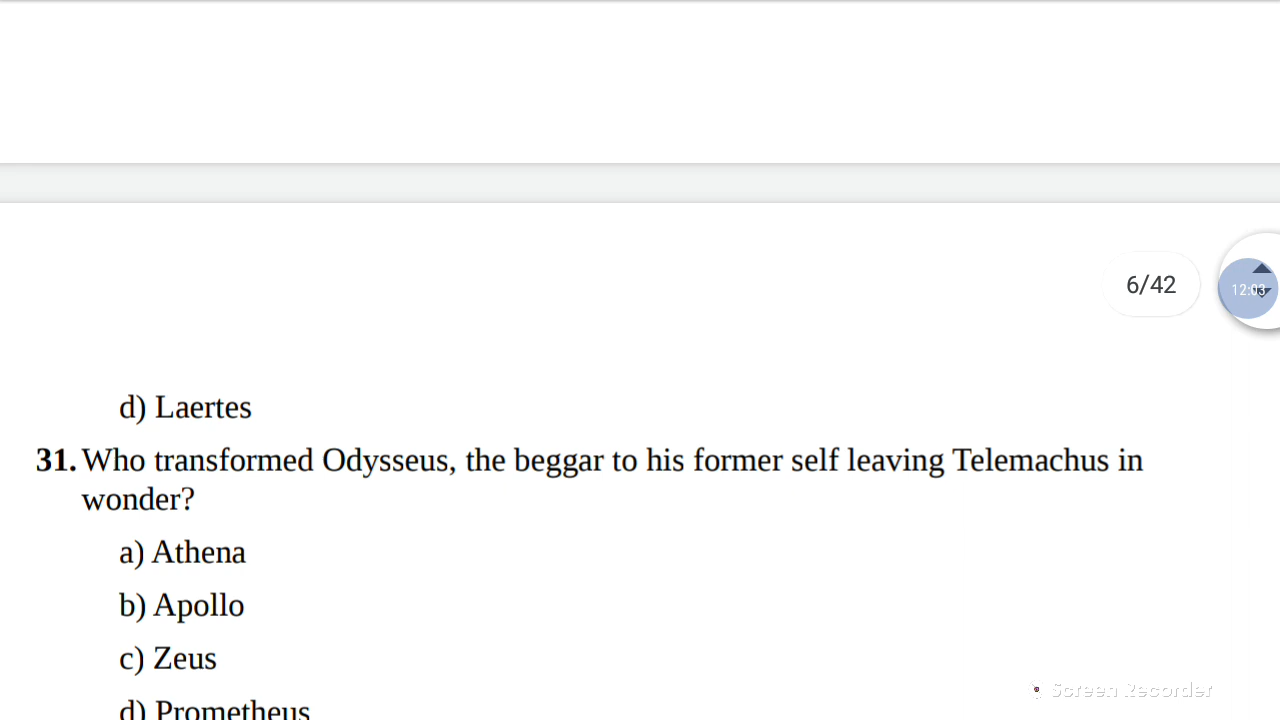 6/42
12:03
d) Laertes
31. Who transformed Odysseus, the beggar to his former self leaving Telemachus in
wonder?
a) Athena
b) Apollo
c) Zeus
d) Prometheus
Screen Recorder